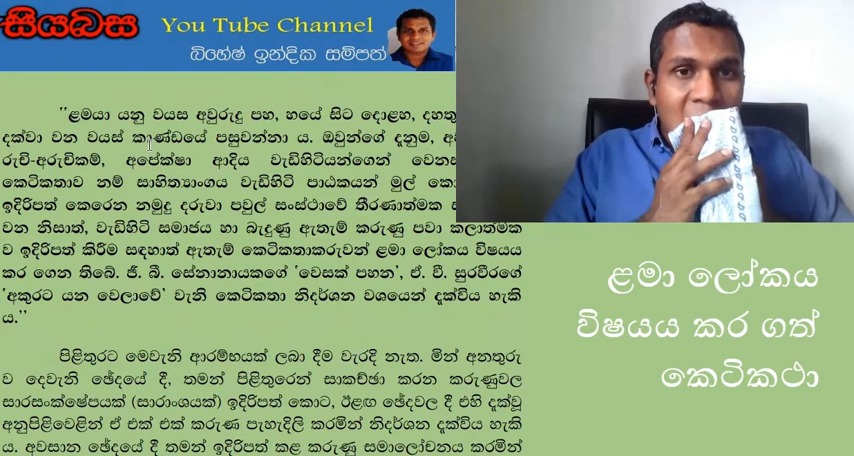 සියබස
You Tube Channel
බිහේෂ් ඉන්දික සම්පත්
''ළමයා යනු වයස අවුරුදු පහ, හයේ සිට දොළහ, දහතු
දක්වා වන වයස් කාණ්ඩයේ පසුවන්නා ය. ඔවුන්ගේ දැනුම,
රුචි-අරුචිකම්, අපේක්ෂා ආදිය වැඩිහිටියන්ගෙන් වෙනස
කෙටිකතාව නම් සාහිත්‍යාංගය වැඩිහිටි පාඨකයන් මුල් කො
ඉදිරිපත් කෙරෙන නමුදු දරුවා පවුල් සංස්ථාවේ තීරණාත්මක
වන නිසාත්, වැඩිහිටි සමාජය හා බැඳුණු ඇතැම් කරුණු පවා කලාත්මක
ව ඉදිරිපත් කිරීම සඳහාත් ඇතැම් කෙටිකතාකරුවන් ළමා ලෝකය විෂයය
කර ගෙන තිබේ. ජී. බී. සේනානායකගේ 'වෙසක් පහන', ඒ. වී. සුරවීරගේ
'අකුරට යන වෙලාවේ' වැනි කෙටිකතා නිදර්ශන වශයෙන් දැක්විය හැකි
ය.''
පිළිතුරට මෙවැනි ආරම්භයක් ලබා දීම වැරදි නැත. මින් අනතුරු
ව දෙවැනි ඡේදයේ දී, තමන් පිළිතුරෙන් සාකච්ඡා කරන කරුණුවල
සාරසංක්ෂේපයක් (සාරාංශයක්) ඉදිරිපත් කොට, ඊළඟ ඡේදවල දී එහි දැක්වූ
අනුපිළිවෙළින් ඒ එක් එක් කරුණ පැහැදිලි කරමින් නිදර්ශන දැක්විය හැකි
ය. අවසාන ඡේදයේ දී තමන් ඉදිරිපත් කළ කරුණු සමාලෝචනය කරමින්
ළමා ලෝකය
විෂයය කර ගත්
කෙටිකථා